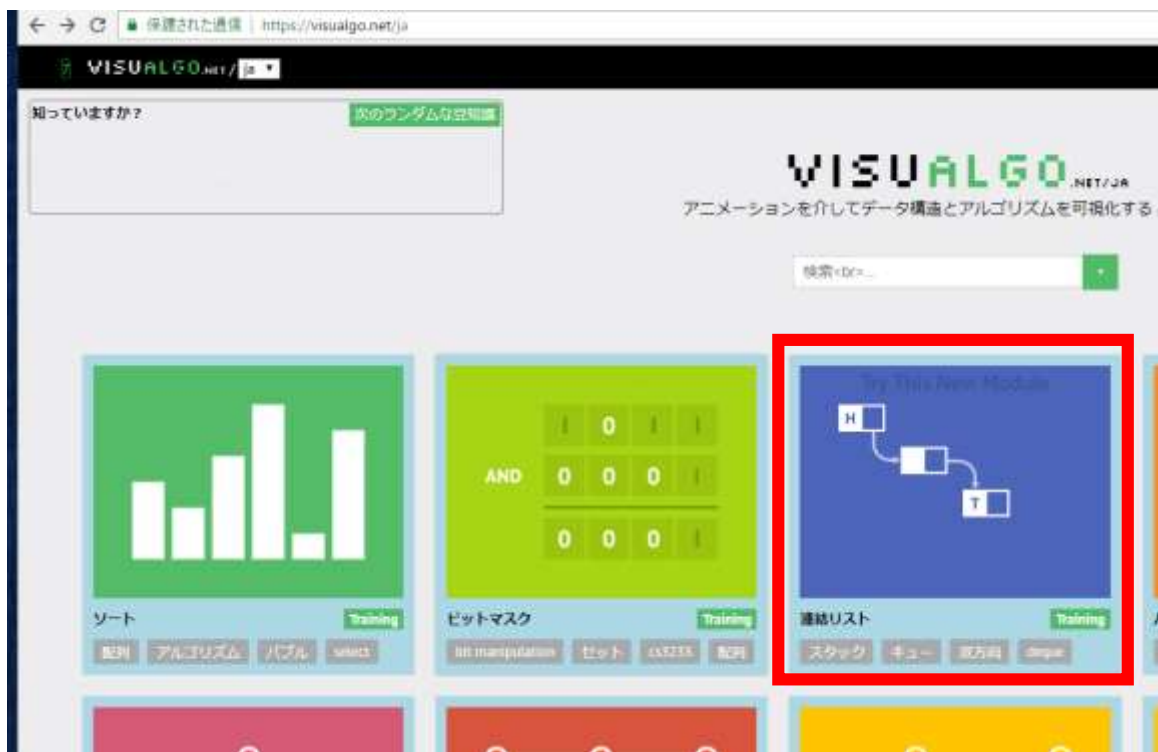 保護された通信 | https://visualgo.net/ja
VISUALGO.NET/ ja
知っていますか?
次のランダムな豆知識
VISUALGO.NET/JA
アニメーションを介してデータ構造とアルゴリズムを可視化する
検索<br>...
Try This New Module
H
T
1 0 1 1
AND 0 0 0 1
0 0 0 1
ソート Training
配列 アルゴリズム バブル select
ビットマスク Training
bit manipulation セット cs3233 配列
連結リスト Training
スタック キュー 双方向 deque